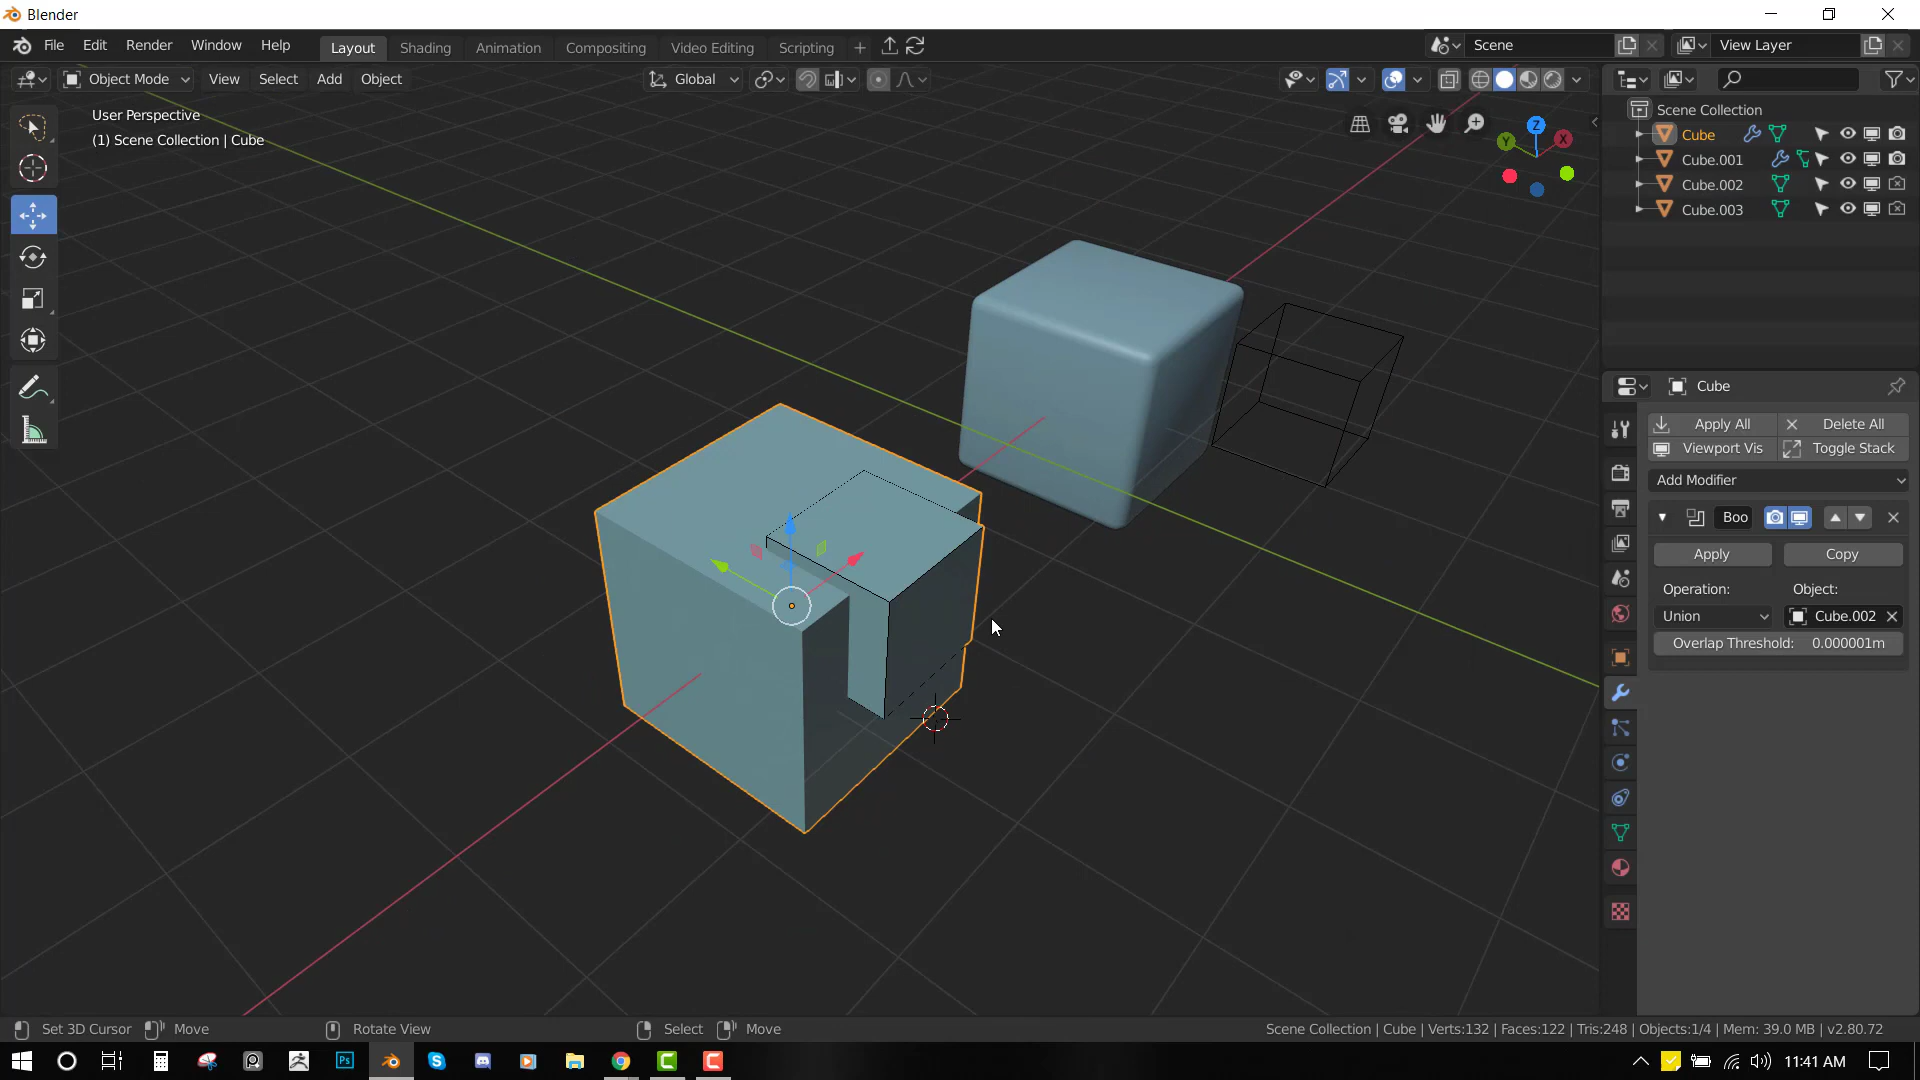 Blender
File Edit Render Window Help
Layout Shading Animation Compositing Video Editing Scripting
Scene
View Layer
Object Mode View Select Add Object
Global
User Perspective
(1) Scene Collection | Cube
Z
Y
X
Scene Collection
Cube
Cube.001
Cube.002
Cube.003
Cube
Apply All Delete All
Viewport Vis Toggle Stack
Add Modifier
Boo
Apply Copy
Operation: Object:
Union Cube.002
Overlap Threshold: 0.000001m
Set 3D Cursor Move Rotate View Select Move
Scene Collection | Cube | Verts:132 | Faces:122 | Tris:248 | Objects:1/4 | Mem: 39.0 MB | v2.80.72
Ps
11:41 AM